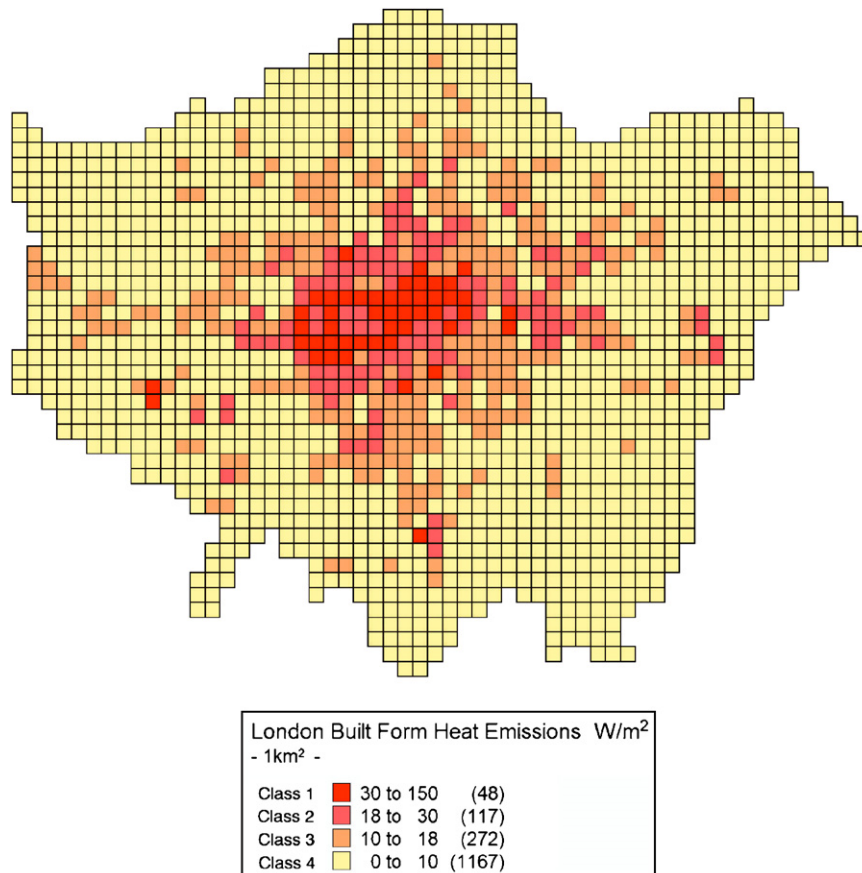 London Built Form Heat Emissions W/m²
- 1km² -
Class 1 30 to 150 (48)
Class 2 18 to 30 (117)
Class 3 10 to 18 (272)
Class 4 0 to 10 (1167)